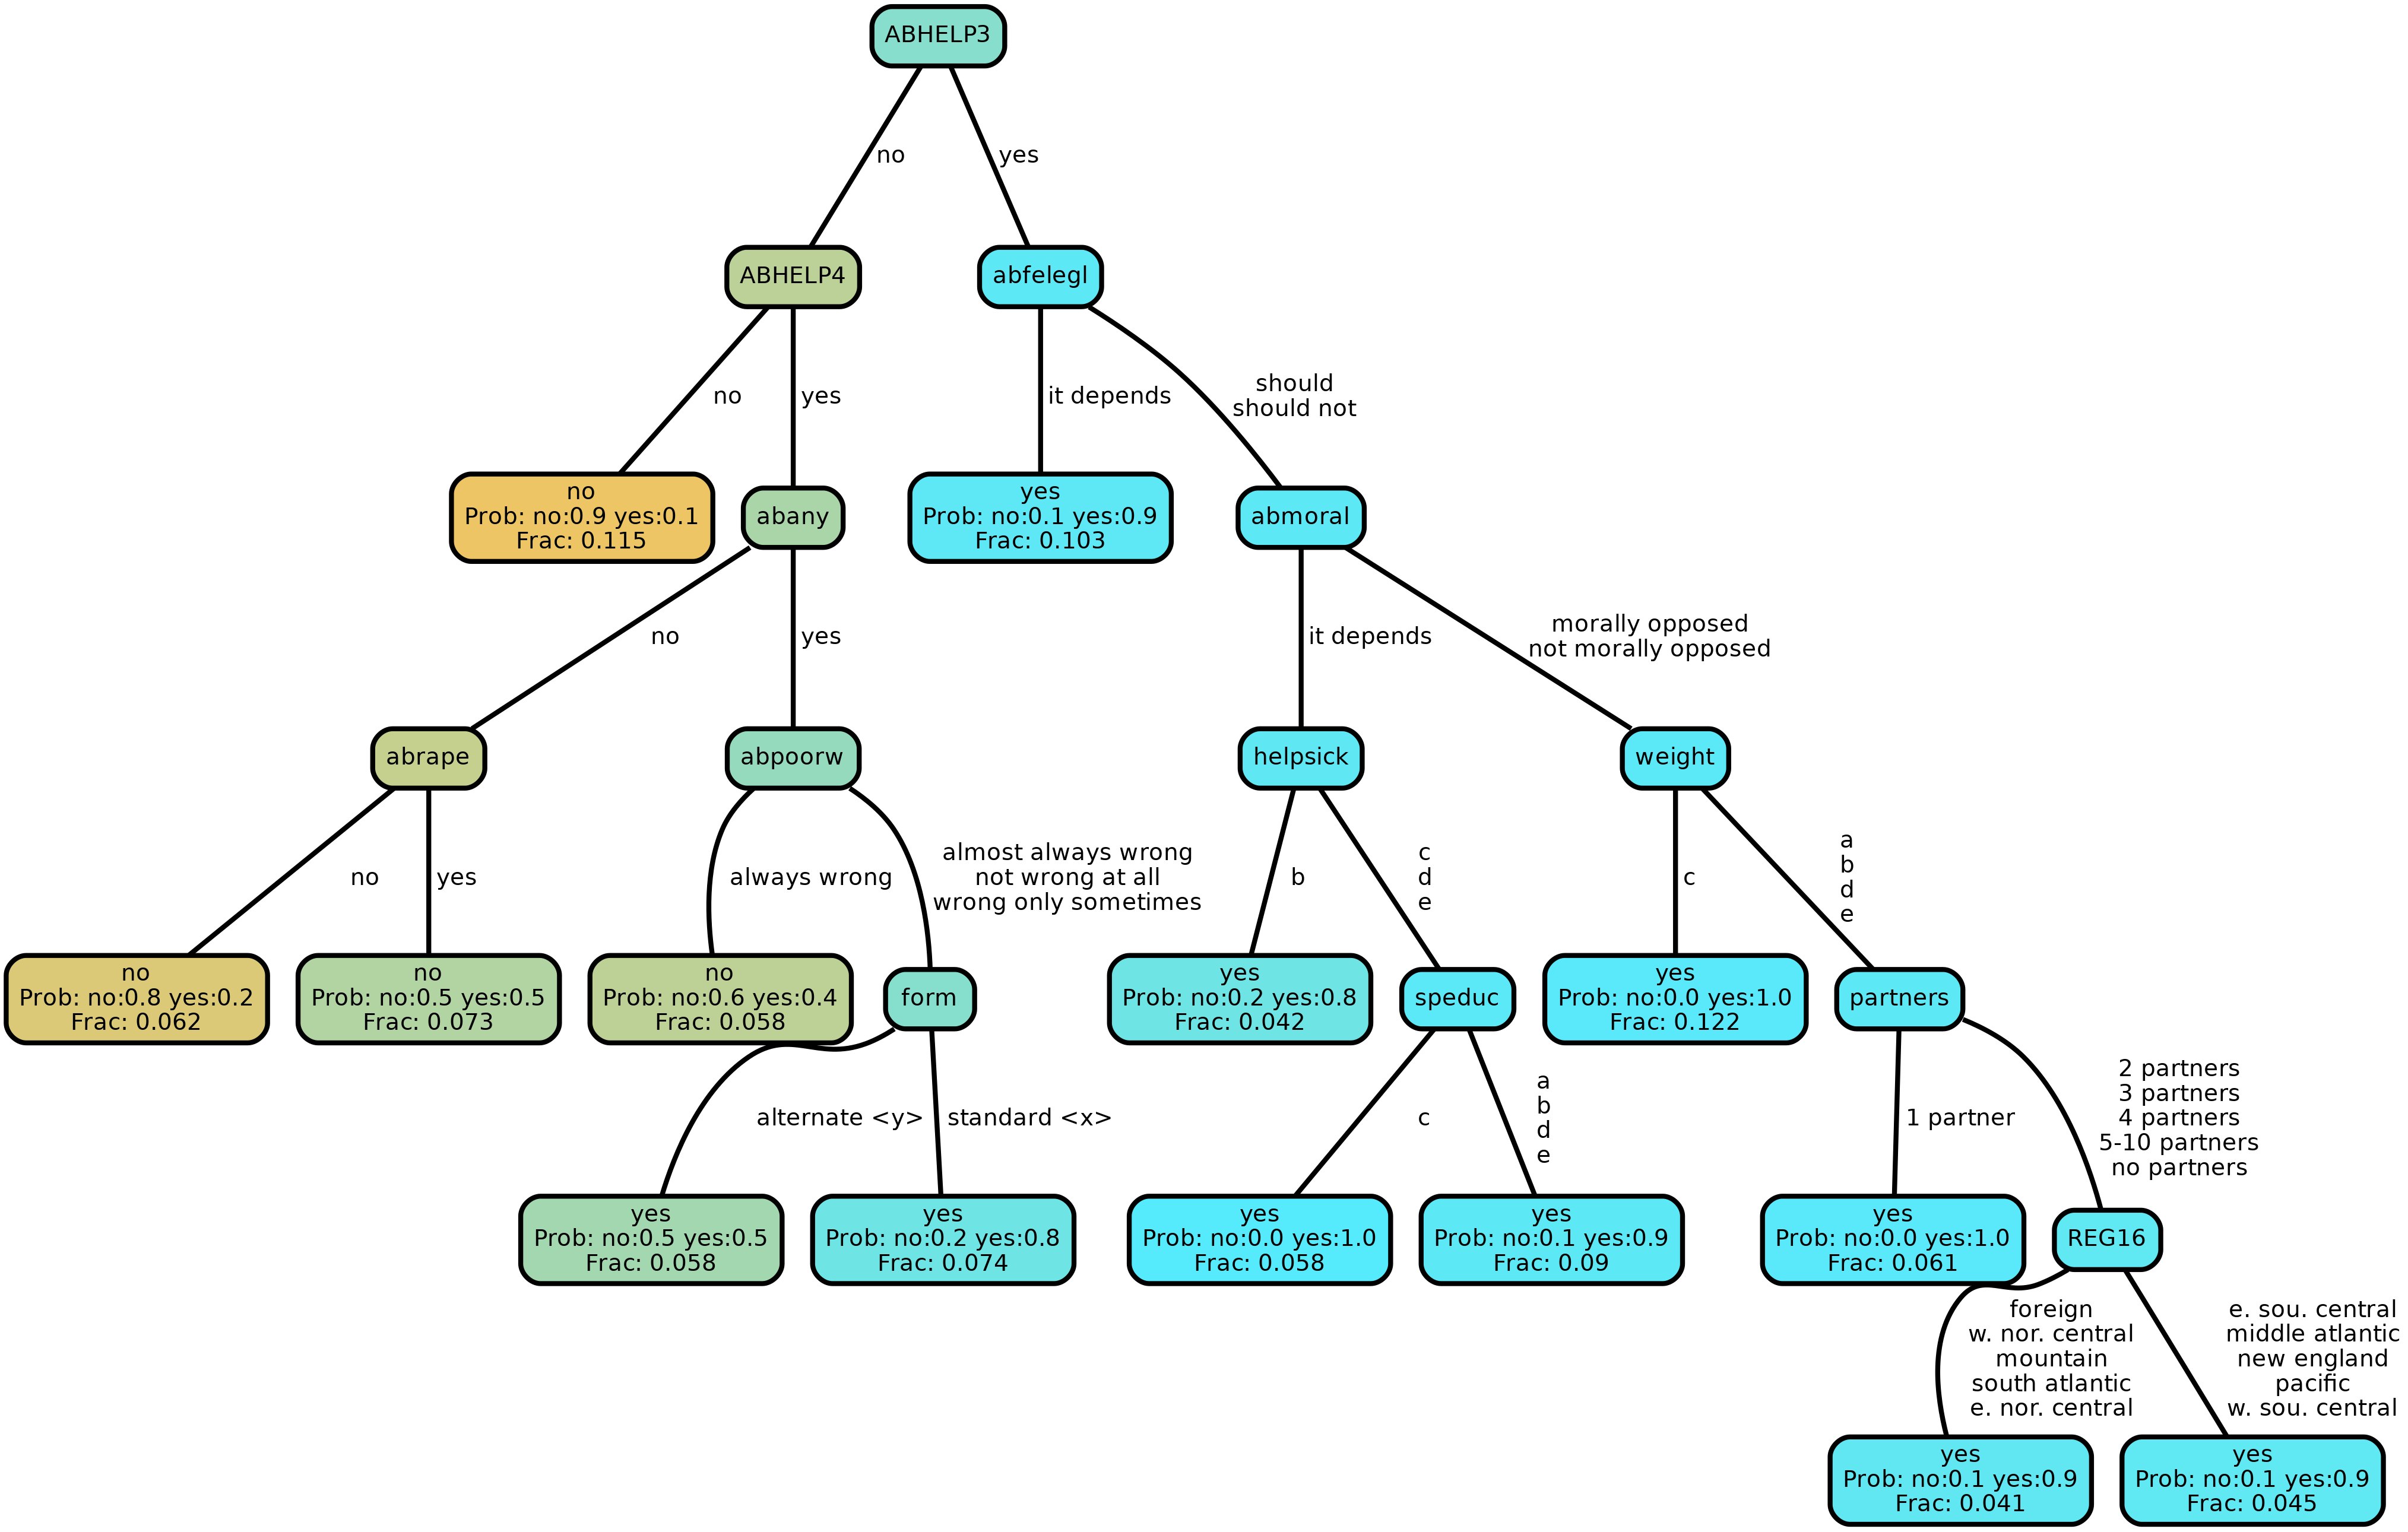 ABHELP3
no
yes
ABHELP4
abfelegl
no
yes
it depends
should
should not
no
Prob: no:0.9 yes:0.1
Frac: 0.115
abany
yes
Prob: no:0.1 yes:0.9
Frac: 0.103
abmoral
no
yes
it depends
morally opposed
not morally opposed
abrape
abpoorw
helpsick
weight
no
yes
always wrong
almost always wrong
not wrong at all
wrong only sometimes
b
c
d
e
c
a
b
d
e
no
Prob: no:0.8 yes:0.2
Frac: 0.062
no
Prob: no:0.5 yes:0.5
Frac: 0.073
no
Prob: no:0.6 yes:0.4
Frac: 0.058
form
yes
Prob: no:0.2 yes:0.8
Frac: 0.042
speduc
yes
Prob: no:0.0 yes:1.0
Frac: 0.122
partners
alternate <y>
standard <x>
c
a
b
d
e
1 partner
2 partners
3 partners
4 partners
5-10 partners
no partners
yes
Prob: no:0.5 yes:0.5
Frac: 0.058
yes
Prob: no:0.2 yes:0.8
Frac: 0.074
yes
Prob: no:0.0 yes:1.0
Frac: 0.058
yes
Prob: no:0.1 yes:0.9
Frac: 0.09
yes
Prob: no:0.0 yes:1.0
Frac: 0.061
REG16
foreign
w. nor. central
mountain
south atlantic
e. nor. central
e. sou. central
middle atlantic
new england
pacific
w. sou. central
yes
Prob: no:0.1 yes:0.9
Frac: 0.041
yes
Prob: no:0.1 yes:0.9
Frac: 0.045